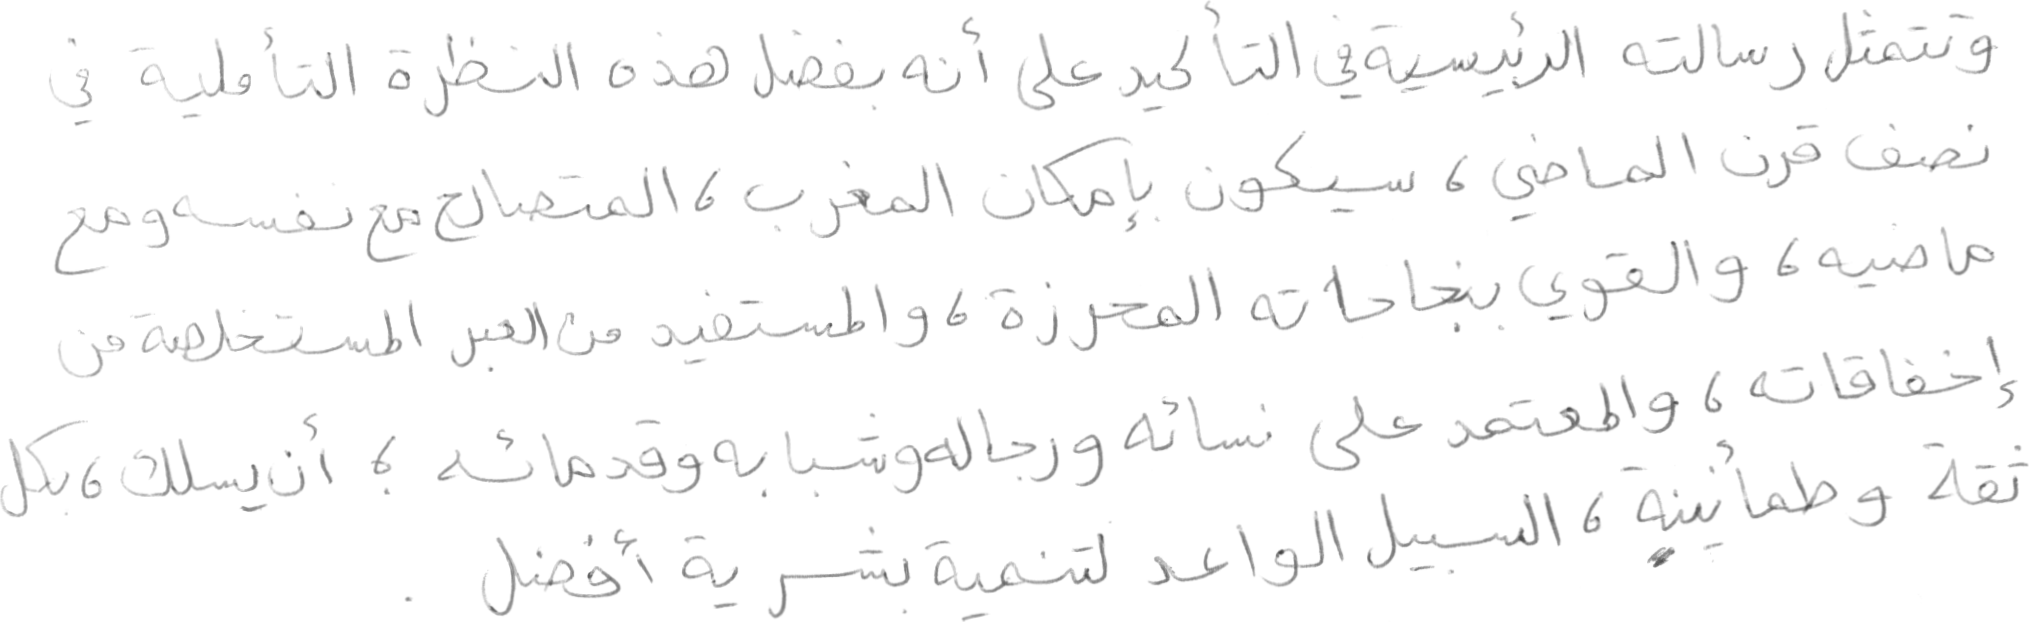 وتتمثل رسالته الرئيسية في التأكيد على أنه بفضل هذه النظرة التأملية في
نصف قرن الماضي، سيكون بإمكان المغرب، المتصالح مع نفسه ومع
ماضيه، والقوي بنجاحاته المحرزة، والمستفيد من العبر المستخلصة من
إخفاقاته، والمعتمد على نسائه ورجاله وشبابه وقدمائه؛ أن يسلك، بكل
ثقة وطمأنينة، السبيل الواعد لتنمية بشرية أفضل.